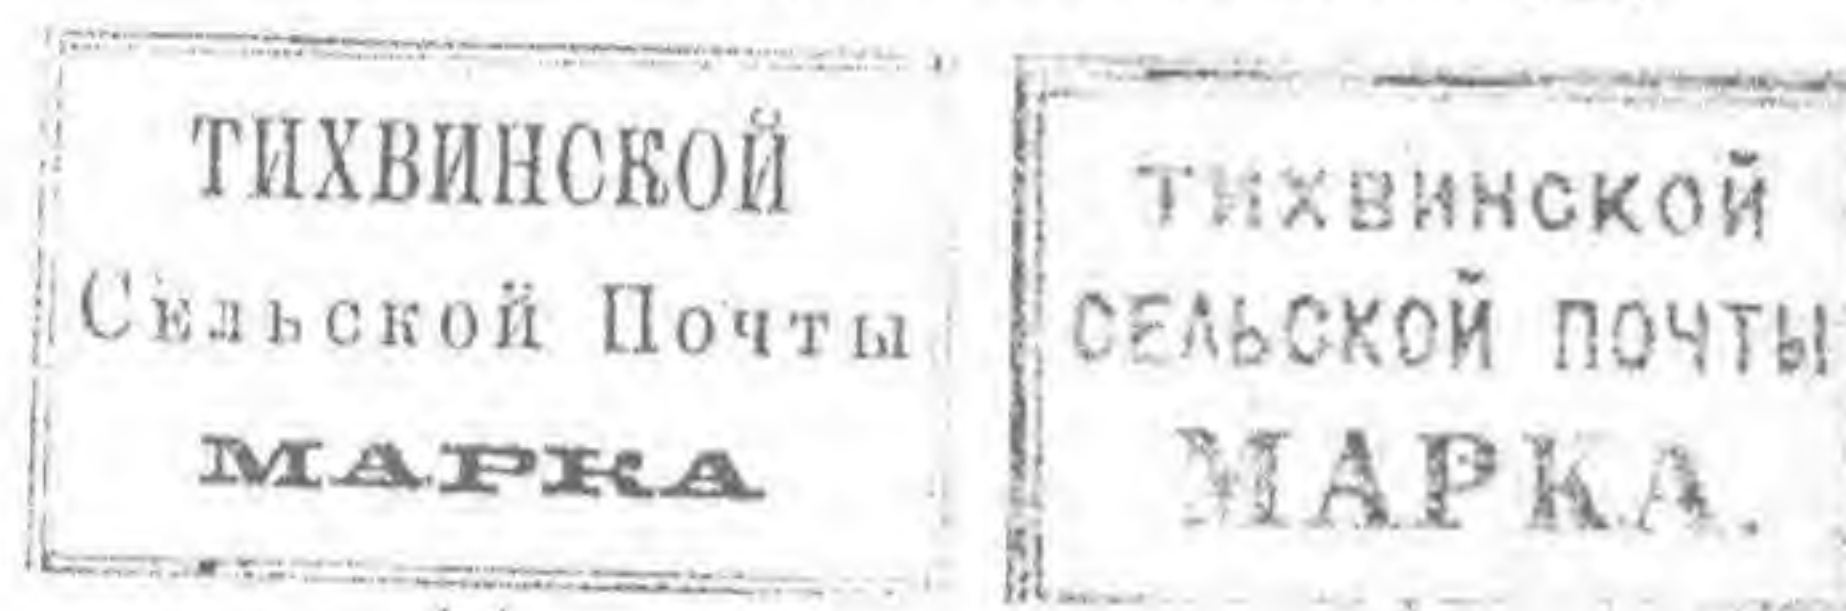 ТИХВИНСКОЙ
Сельской Почты
МАРКА
ТИХВИНСКОЙ
СЕЛЬСКОЙ ПОЧТЫ
МАРКА.